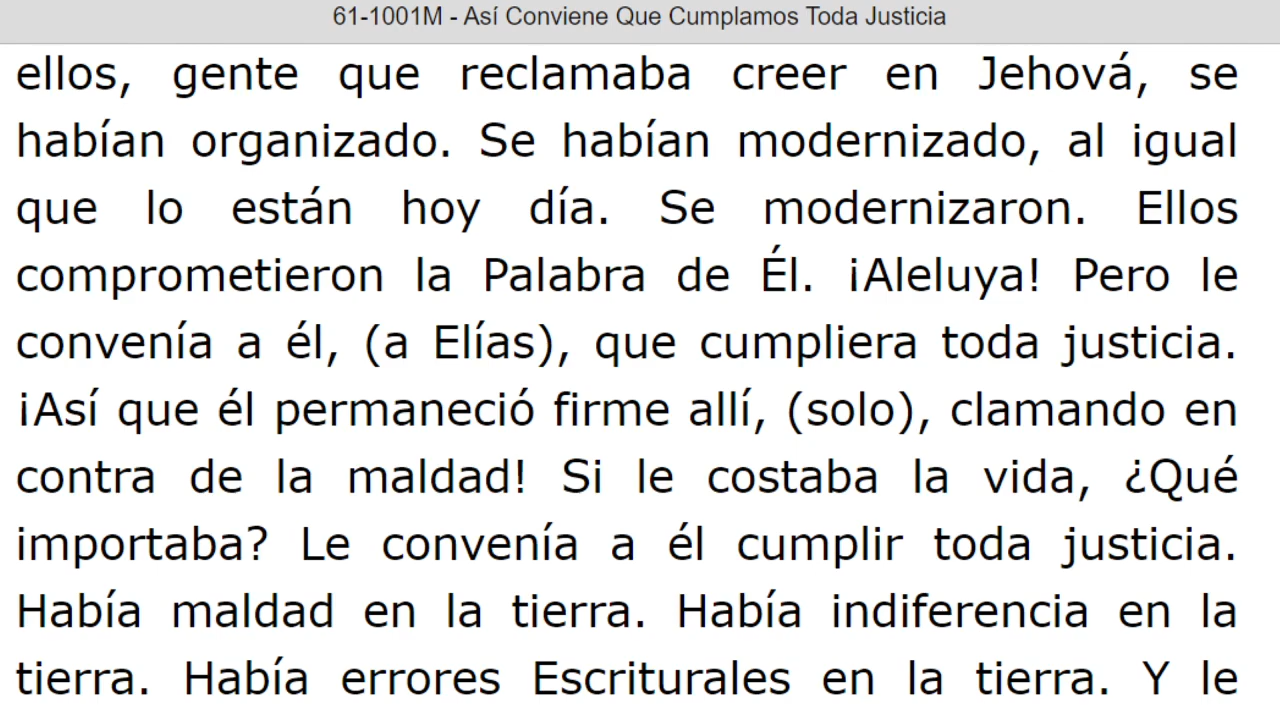 61-1001M - Así Conviene Que Cumplamos Toda Justicia
ellos, gente que reclamaba creer en Jehová, se
habían organizado. Se habían modernizado, al igual
que lo están hoy día. Se modernizaron. Ellos
comprometieron la Palabra de Él. ¡Aleluya! Pero le
convenía a él, (a Elías), que cumpliera toda justicia.
¡Así que él permaneció firme allí, (solo), clamando en
contra de la maldad! Si le costaba la vida, ¿Qué
importaba? Le convenía a él cumplir toda justicia.
Había maldad en la tierra. Había indiferencia en la
tierra. Había errores Escriturales en la tierra. Y le